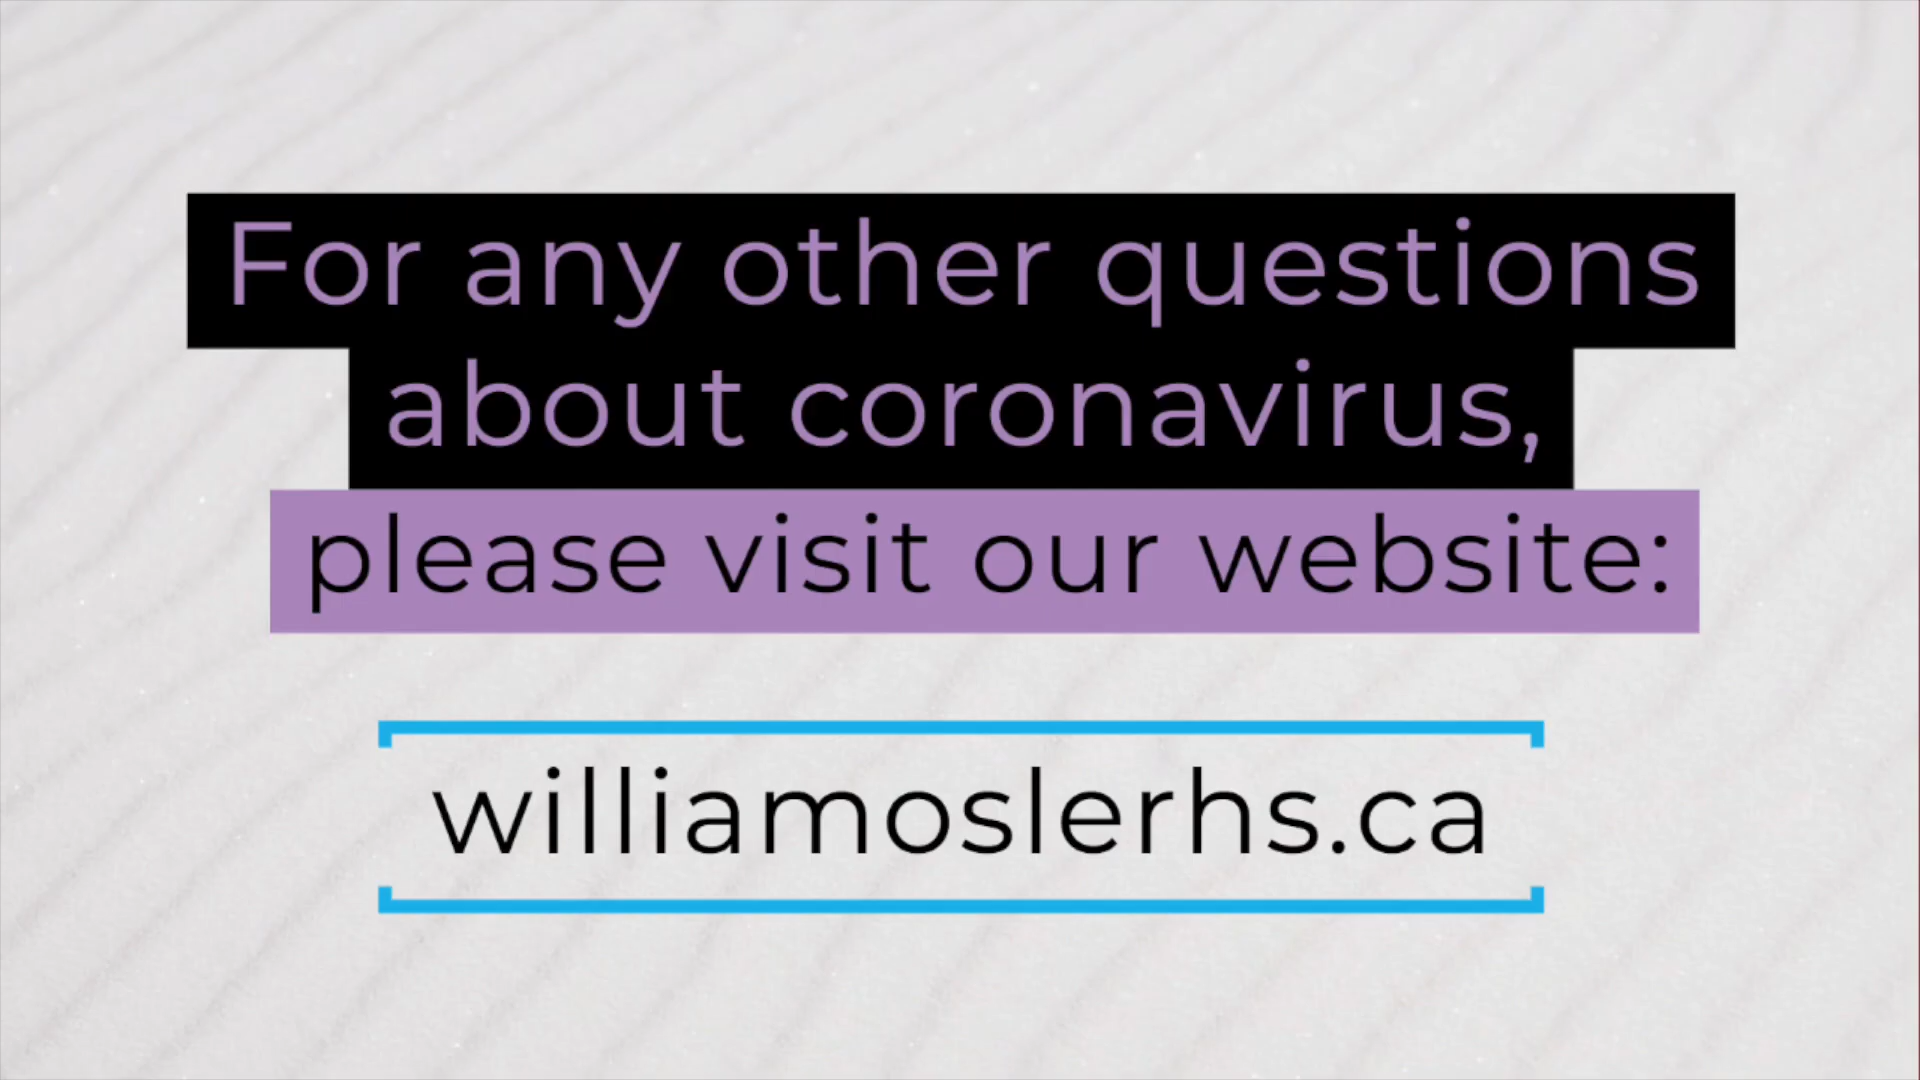 For any other questions
about coronavirus,
please visit our website:
williamoslerhs.ca